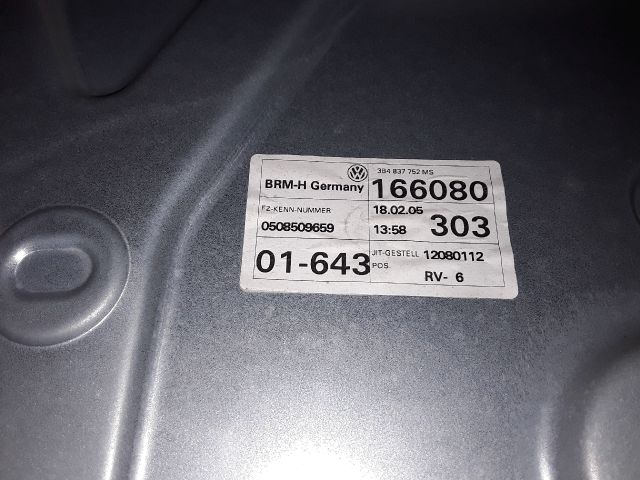 VW
3B4 837 752 MS
BRM-H Germany 166080
FZ-KENN-NUMMER 18.02.05
0508509659 13:58 303
01-643 JIT-GESTELL 12080112
POS RV- 6